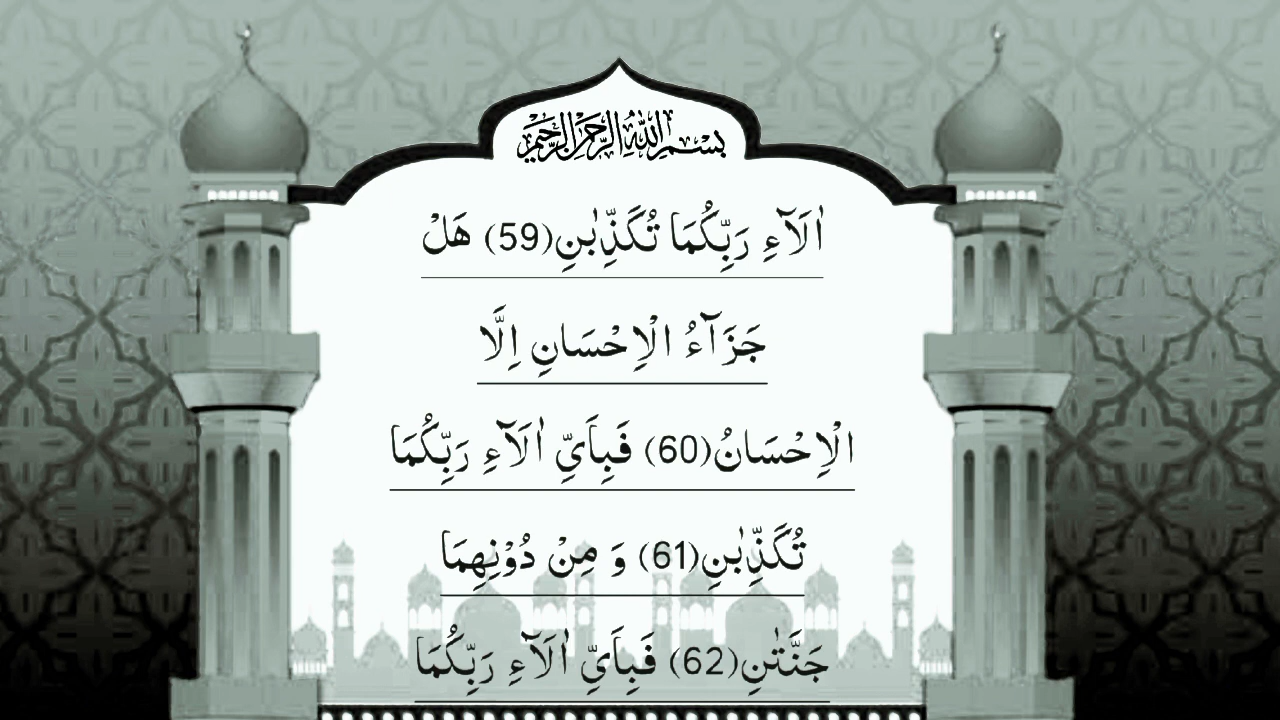 بسم الله الرحمن الرحيم
اٰلَآءِ رَبِّكُمَا تُكَذِّبٰنِ(59) هَلْ
جَزَآءُ الْاِحْسَانِ اِلَّا
الْاِحْسَانُ(60) فَبِاَیِّ اٰلَآءِ رَبِّكُمَا
تُكَذِّبٰنِ(61) وَ مِنْ دُوْنِهِمَا
جَنَّتٰنِ(62) فَبِاَیِّ اٰلَآءِ رَبِّكُمَا